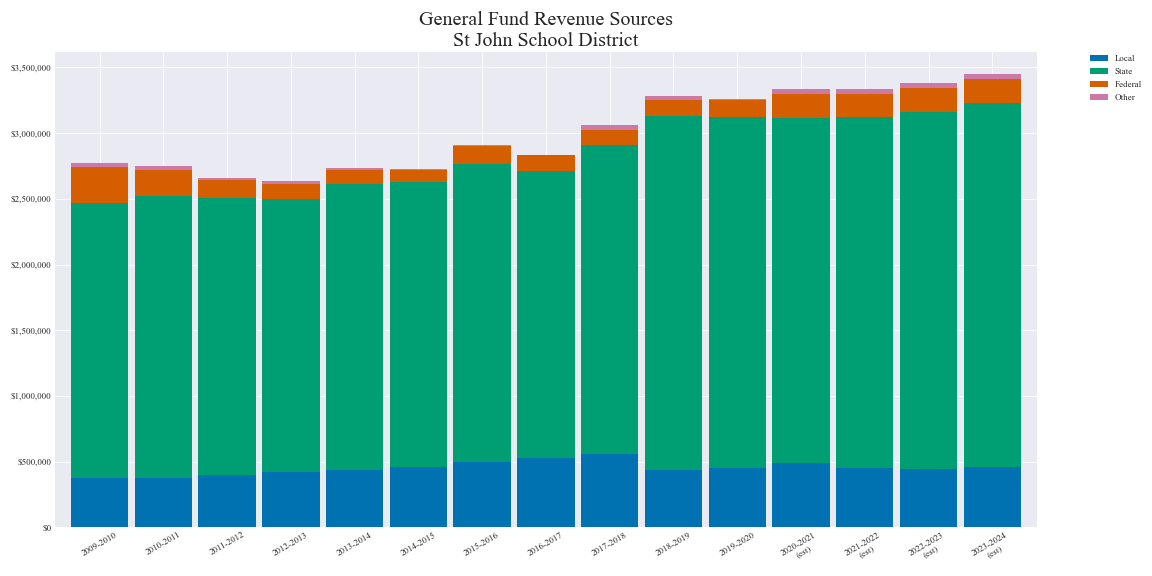 General Fund Revenue Sources
St John School District
Local
State
Federal
Other
$3,500,000
$3,000,000
$2,500,000
$2,000,000
$1,500,000
$1,000,000
$500,000
$0
2009-2010
2010-2011
2011-2012
2012-2013
2013-2014
2014-2015
2015-2016
2016-2017
2017-2018
2018-2019
2019-2020
2020-2021
(est)
2021-2022
(est)
2022-2023
(est)
2023-2024
(est)